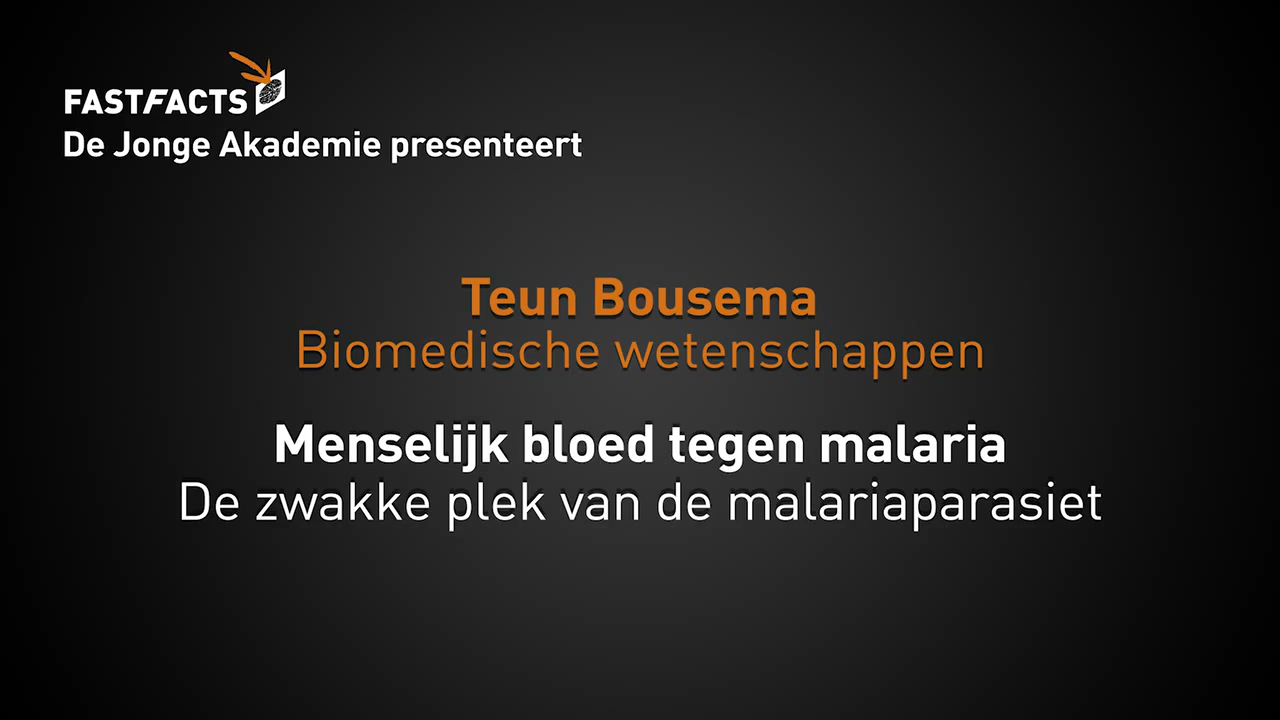 FASTFACTS
De Jonge Akademie presenteert
Teun Bousema
Biomedische wetenschappen
Menselijk bloed tegen malaria
De zwakke plek van de malariaparasiet